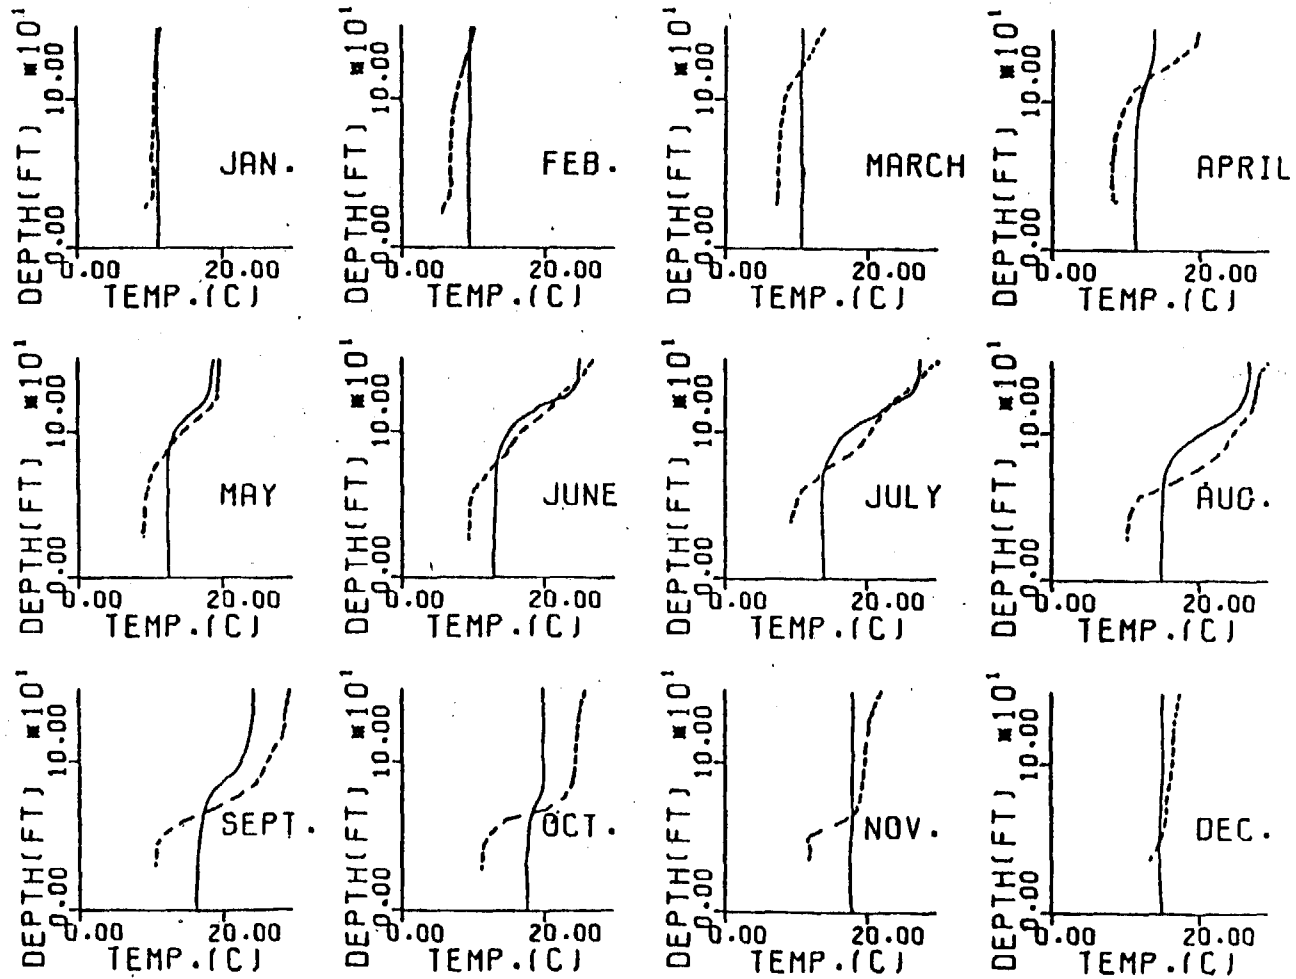 DEPTH(FT) *10¹
10.00
0.00
JAN.
0.00 20.00
TEMP.(C)
DEPTH(FT) *10¹
10.00
0.00
FEB.
0.00 20.00
TEMP.(C)
DEPTH(FT) *10¹
10.00
0.00
MARCH
0.00 20.00
TEMP.(C)
DEPTH(FT) *10¹
10.00
0.00
APRIL
0.00 20.00
TEMP.(C)
DEPTH(FT) *10¹
10.00
0.00
MAY
0.00 20.00
TEMP.(C)
DEPTH(FT) *10¹
10.00
0.00
JUNE
0.00 20.00
TEMP.(C)
DEPTH(FT) *10¹
10.00
0.00
JULY
0.00 20.00
TEMP.(C)
DEPTH(FT) *10¹
10.00
0.00
AUG.
0.00 20.00
TEMP.(C)
DEPTH(FT) *10¹
10.00
0.00
SEPT.
0.00 20.00
TEMP.(C)
DEPTH(FT) *10¹
10.00
0.00
OCT.
0.00 20.00
TEMP.(C)
DEPTH(FT) *10¹
10.00
0.00
NOV.
0.00 20.00
TEMP.(C)
DEPTH(FT) *10¹
10.00
0.00
DEC.
0.00 20.00
TEMP.(C)